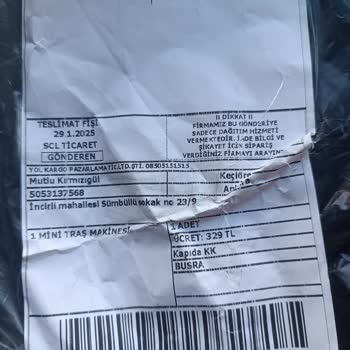 TESLİMAT FİŞİ
29.1.2025
SCL TİCARET
GÖNDEREN
!! DİKKAT !!
FİRMAMIZ BU GÖNDERİYE
SADECE DAĞITIM HİZMETİ
VERMEKTEDİR. İADE BİLGİ VE
ŞİKAYET İÇİN SİPARİŞ
VERDİĞİNİZ FİRMAYI ARAYIN
YOL KARGO PAZARLAMA TİC LTD.ŞTİ. 08503151515
Mutlu Kırmızıgül
5053137568
İncirli mahallesi Sümbüllü sokak no 23/9
1 MİNİ TRAŞ MAKİNESİ
1 ADET
ÜCRET: 329 TL
Kapıda KK
BUSRA